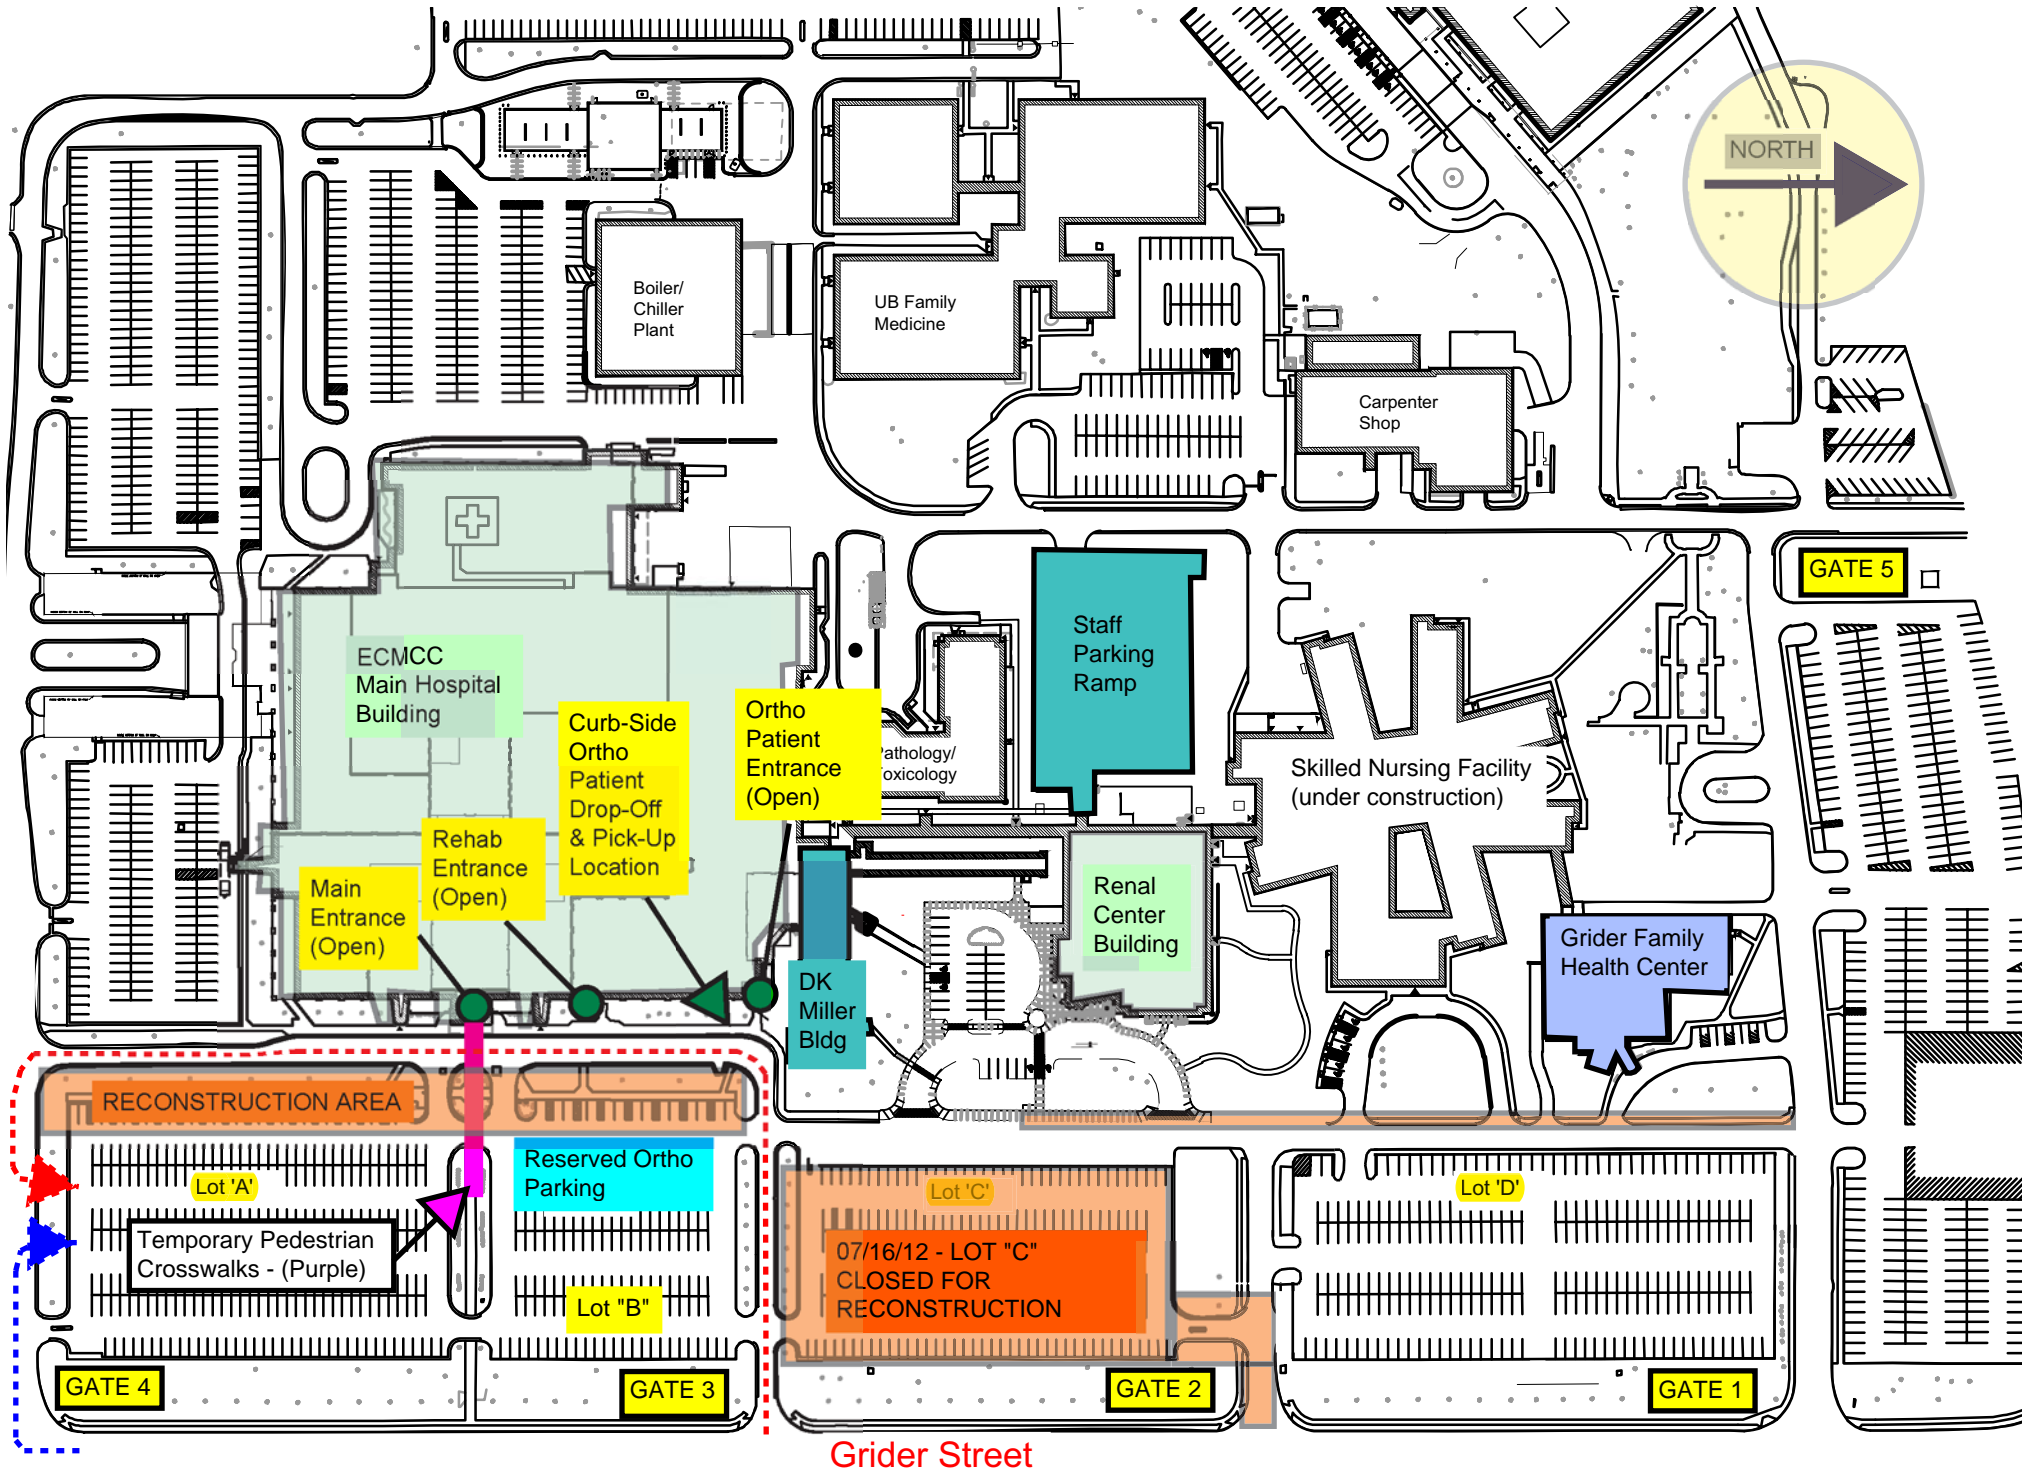 NORTH
Boiler/
Chiller
Plant
UB Family
Medicine
Carpenter
Shop
GATE 5
Staff
Parking
Ramp
ECMCC
Main Hospital
Building
Curb-Side
Ortho
Patient
Drop-Off
& Pick-Up
Location
Ortho
Patient
Entrance
(Open)
athology/
oxicology
Skilled Nursing Facility
(under construction)
Rehab
Entrance
(Open)
Main
Entrance
(Open)
Renal
Center
Building
Grider Family
Health Center
DK
Miller
Bldg
RECONSTRUCTION AREA
Reserved Ortho
Parking
Lot 'A'
Lot 'C'
Lot 'D'
Temporary Pedestrian
Crosswalks - (Purple)
07/16/12 - LOT "C"
CLOSED FOR
RECONSTRUCTION
Lot "B"
GATE 4
GATE 3
GATE 2
GATE 1
Grider Street